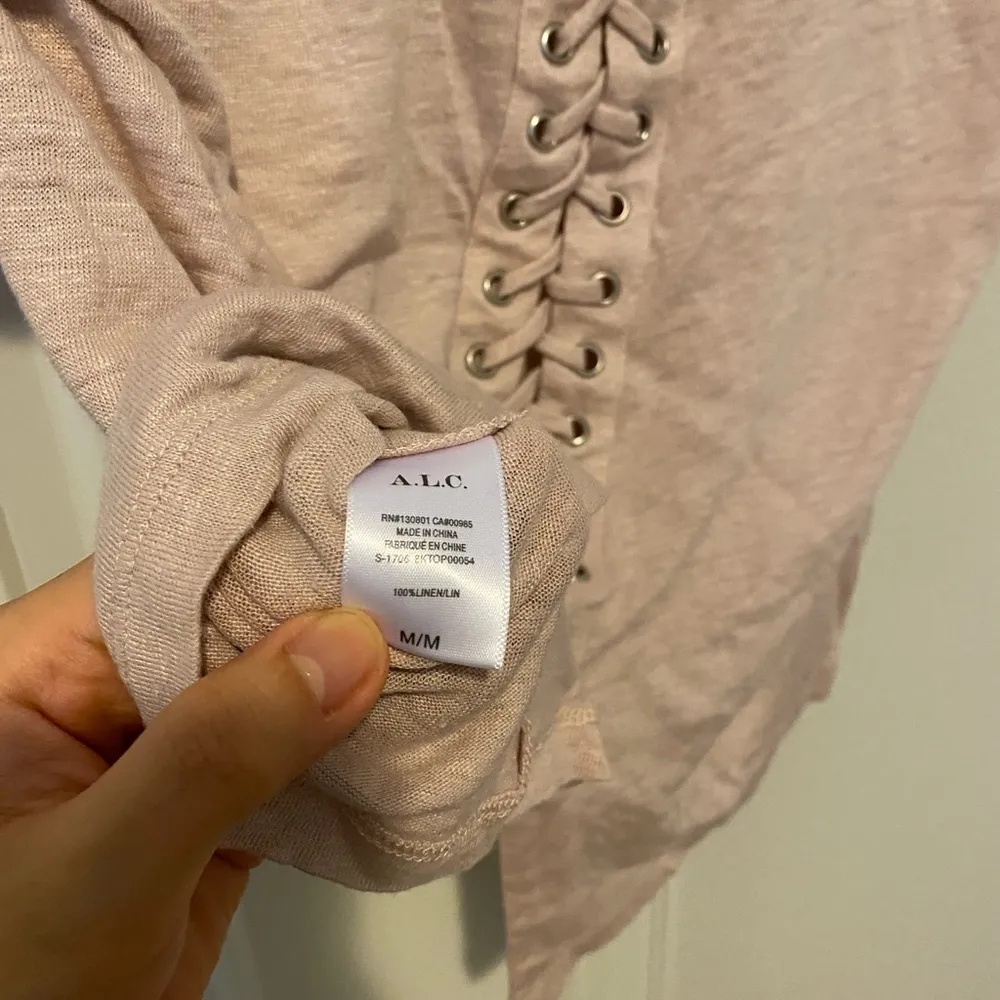 A.L.C.
RN#130801 CA#00985
MADE IN CHINA
FABRIQUÉ EN CHINE
S-1706 8KTOP00054
100%LINEN/LIN
M/M